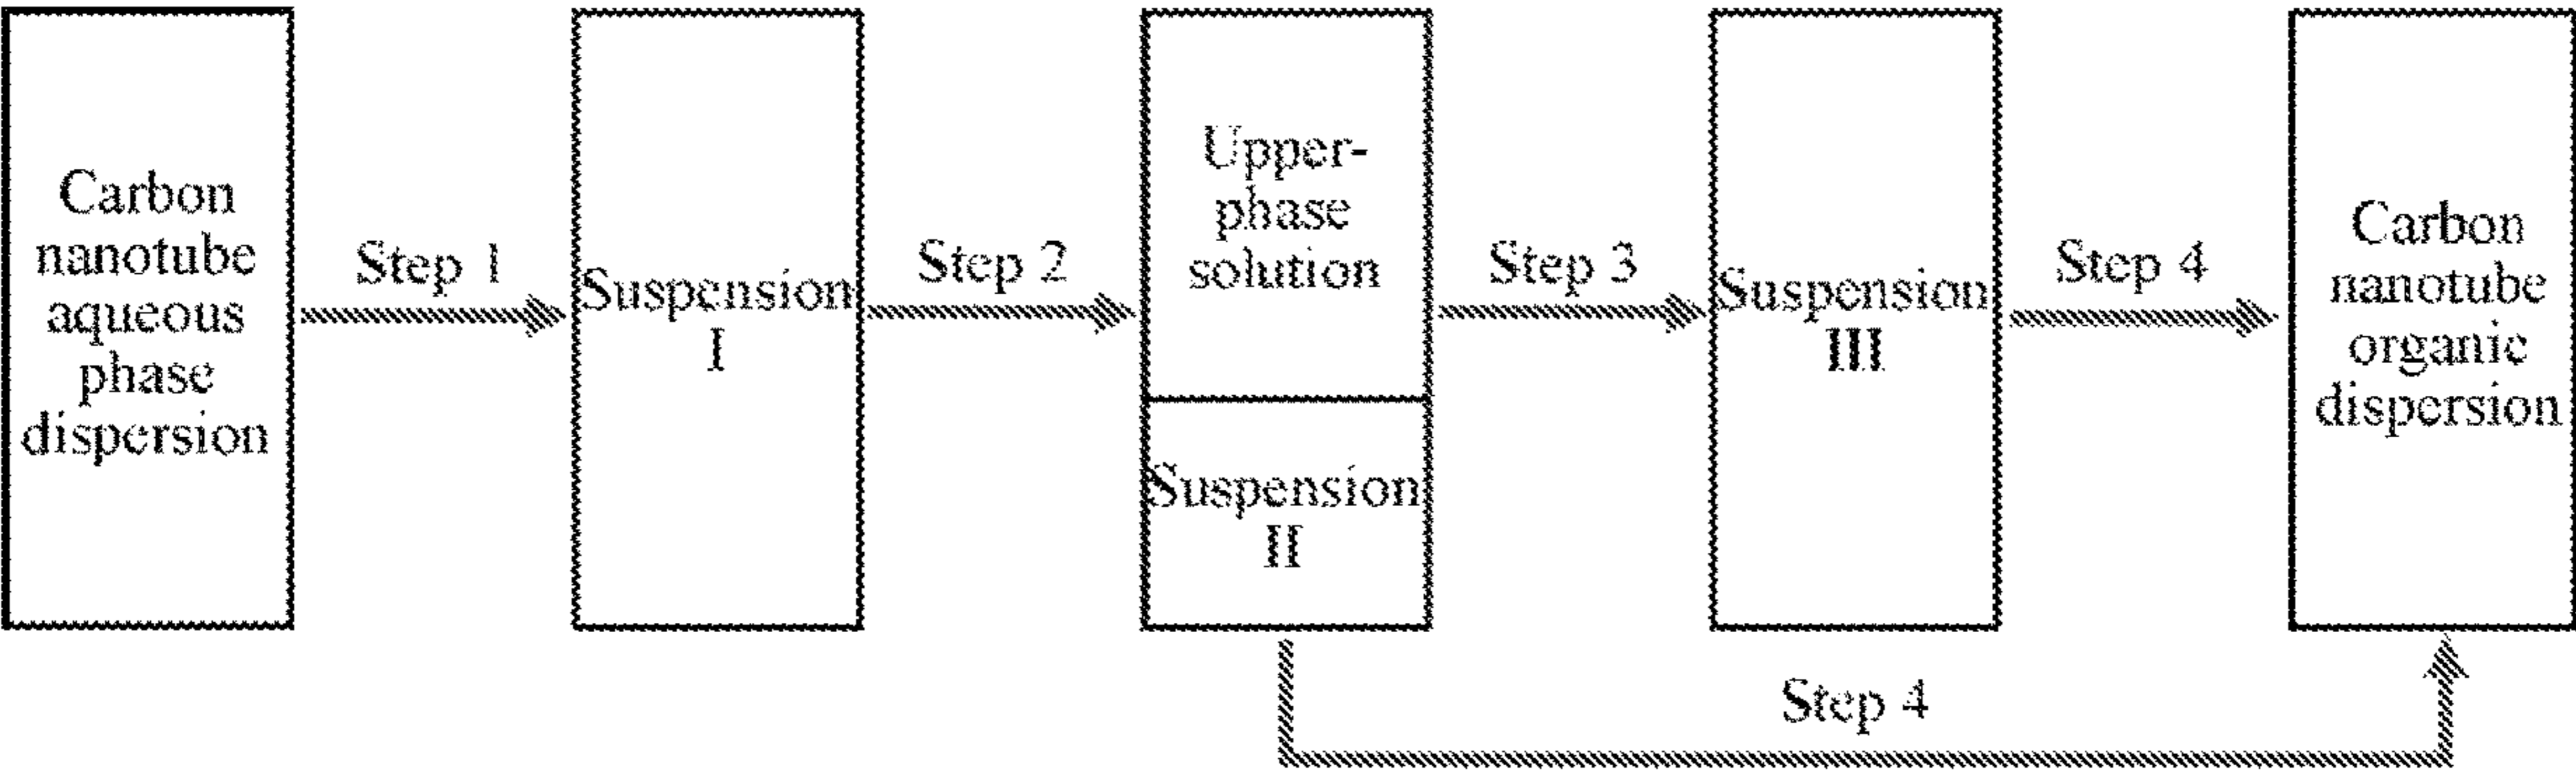 Carbon
nanotube
aqueous
phase
dispersion
Step 1
Suspension
I
Step 2
Upper-
phase
solution
Suspension
II
Step 3
Suspension
III
Step 4
Carbon
nanotube
organic
dispersion
Step 4